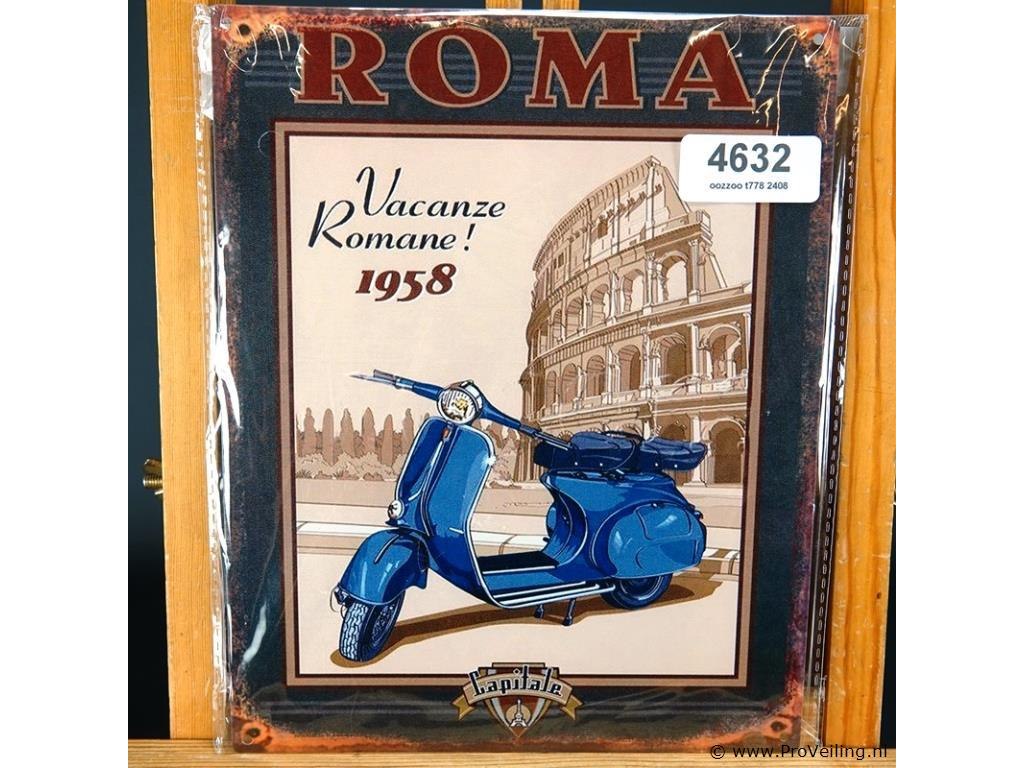 ROMA
4632
oozzoo t778 2408
Vacanze
Romane!
1958
Capitale
© www.ProVeiling.nl